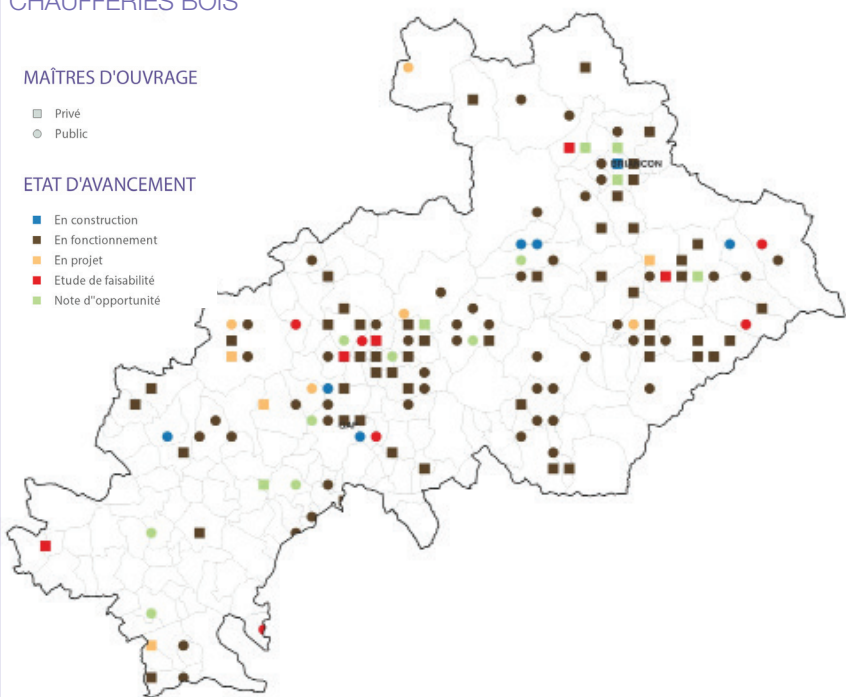 CHAUFFERIES BOIS
MAÎTRES D'OUVRAGE
Privé
Public
ETAT D'AVANCEMENT
En construction
En fonctionnement
En projet
Etude de faisabilité
Note d"opportunité